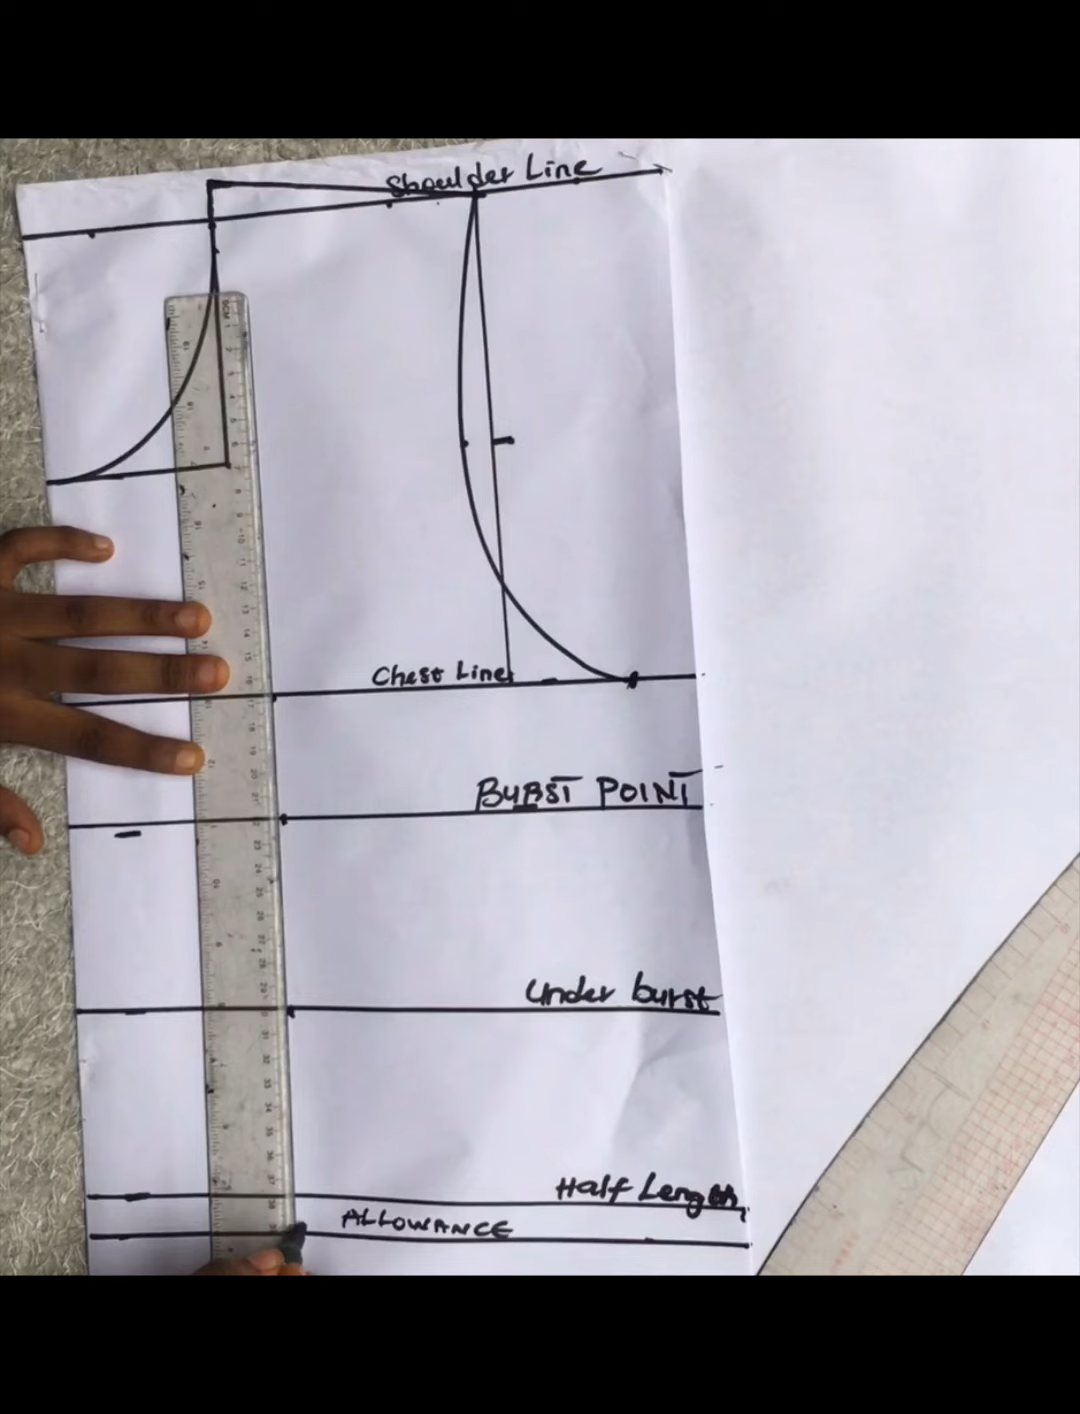 Shoulder Line
Chest Line
BURST POINT
Under burst
Half Length
ALLOWANCE